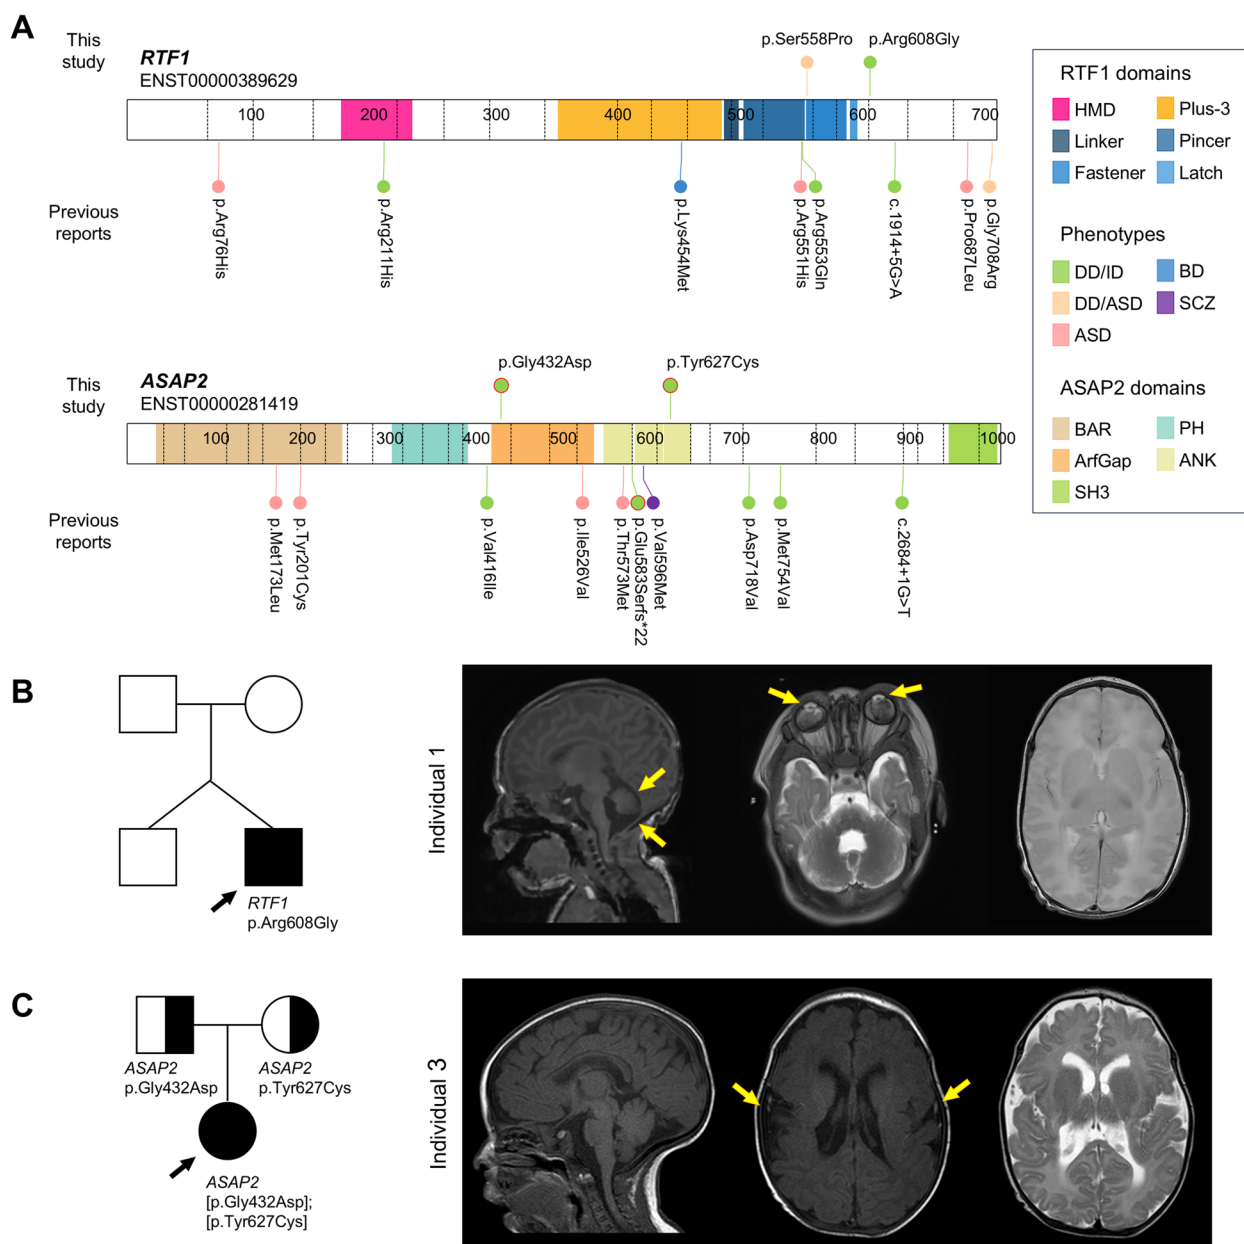 A
This
study
RTF1
ENST00000389629
p.Ser558Pro
p.Arg608Gly
100
200
300
400
500
600
700
Previous
reports
p.Arg76His
p.Arg211His
p.Lys454Met
p.Arg551His
p.Arg553Gln
c.1914+5G>A
p.Pro687Leu
p.Gly708Arg
RTF1 domains
HMD
Plus-3
Linker
Pincer
Fastener
Latch
Phenotypes
DD/ID
BD
DD/ASD
SCZ
ASD
ASAP2 domains
BAR
PH
ArfGap
ANK
SH3
This
study
ASAP2
ENST00000281419
p.Gly432Asp
p.Tyr627Cys
100
200
300
400
500
600
700
800
900
1000
Previous
reports
p.Met173Leu
p.Tyr201Cys
p.Val416Ile
p.Ile526Val
p.Thr573Met
p.Glu583Serfs*22
p.Val596Met
p.Asp718Val
p.Met754Val
c.2684+1G>T
B
RTF1
p.Arg608Gly
Individual 1
C
ASAP2
p.Gly432Asp
ASAP2
p.Tyr627Cys
ASAP2
[p.Gly432Asp];
[p.Tyr627Cys]
Individual 3